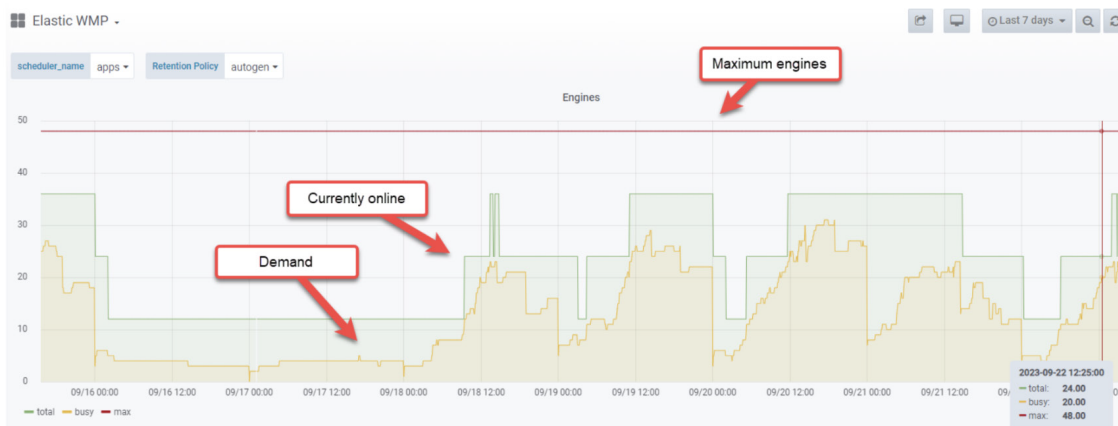 Elastic WMP
Last 7 days
scheduler_name apps Retention Policy autogen
Maximum engines
Engines
50
40
30
20
10
0
Currently online
Demand
09/16 00:00 09/16 12:00 09/17 00:00 09/17 12:00 09/18 00:00 09/18 12:00 09/19 00:00 09/19 12:00 09/20 00:00 09/20 12:00 09/21 00:00 09/21 12:00
2023-09-22 12:25:00
total: 24.00
busy: 20.00
max: 48.00
total busy max